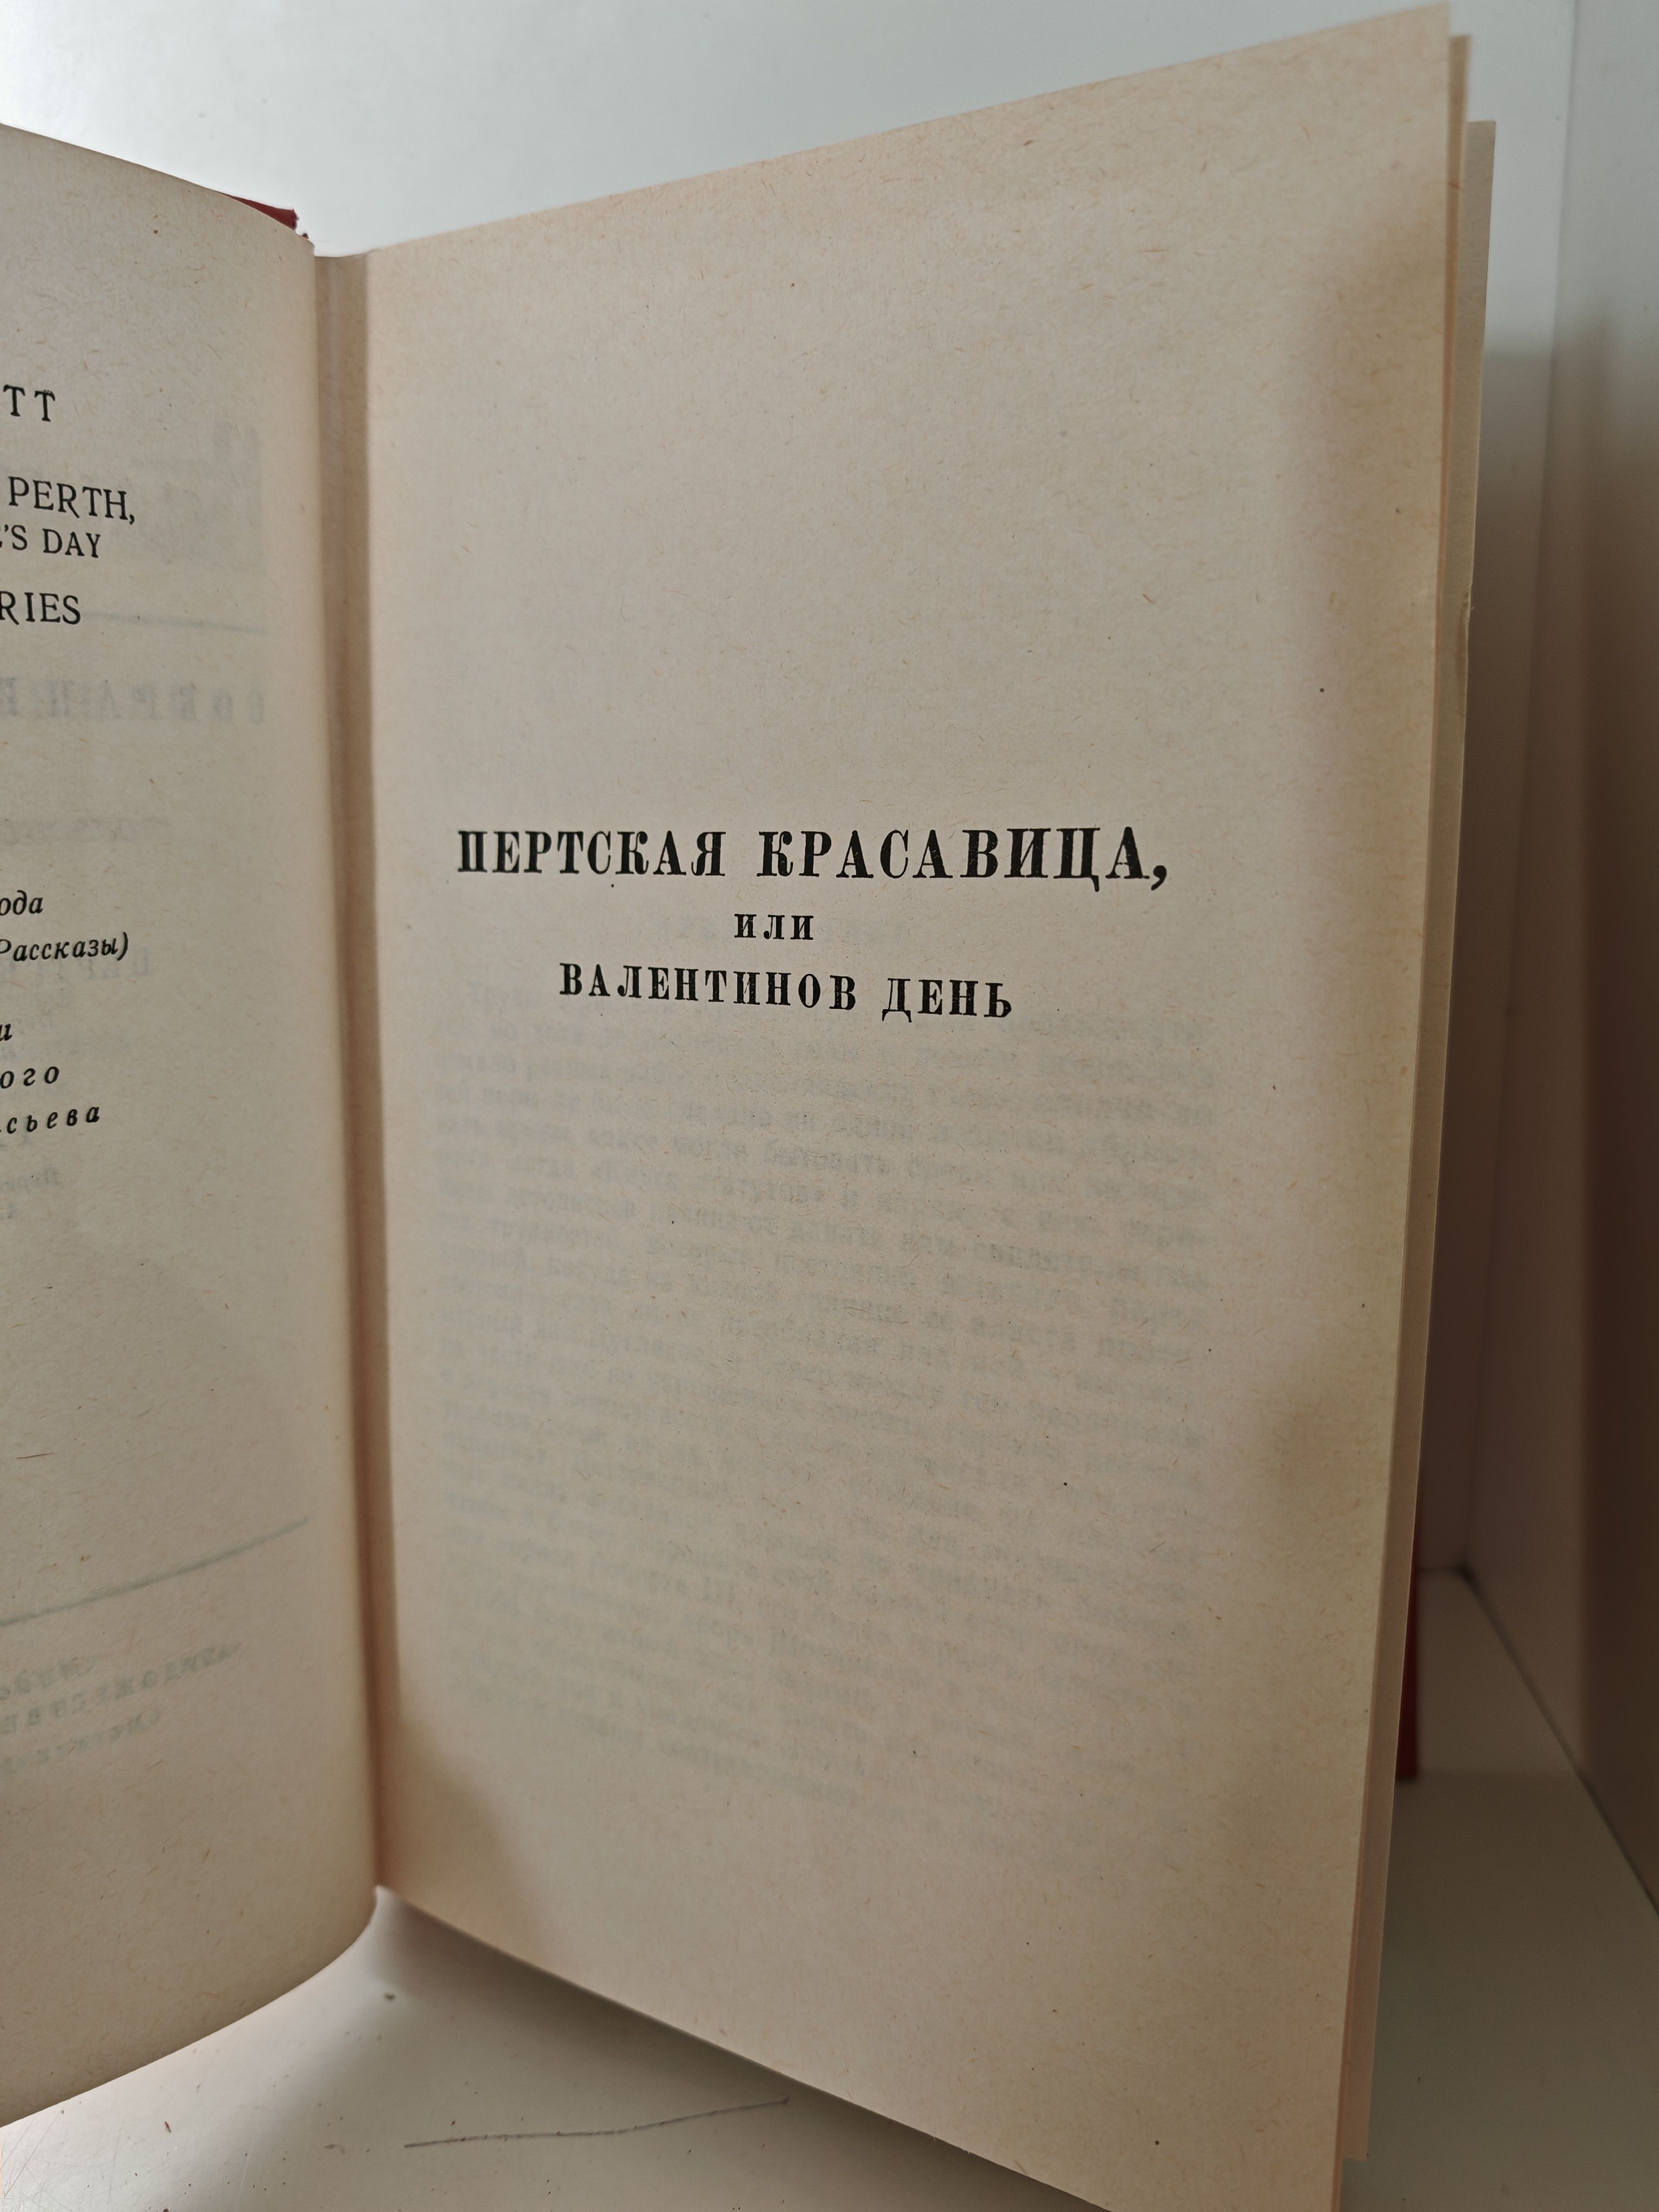 TT
PERTH,
'S DAY
RIES
ода
Рассказы)
и
ого
сьева
ПЕРТСКАЯ КРАСАВИЦА,
ИЛИ
ВАЛЕНТИНОВ ДЕНЬ